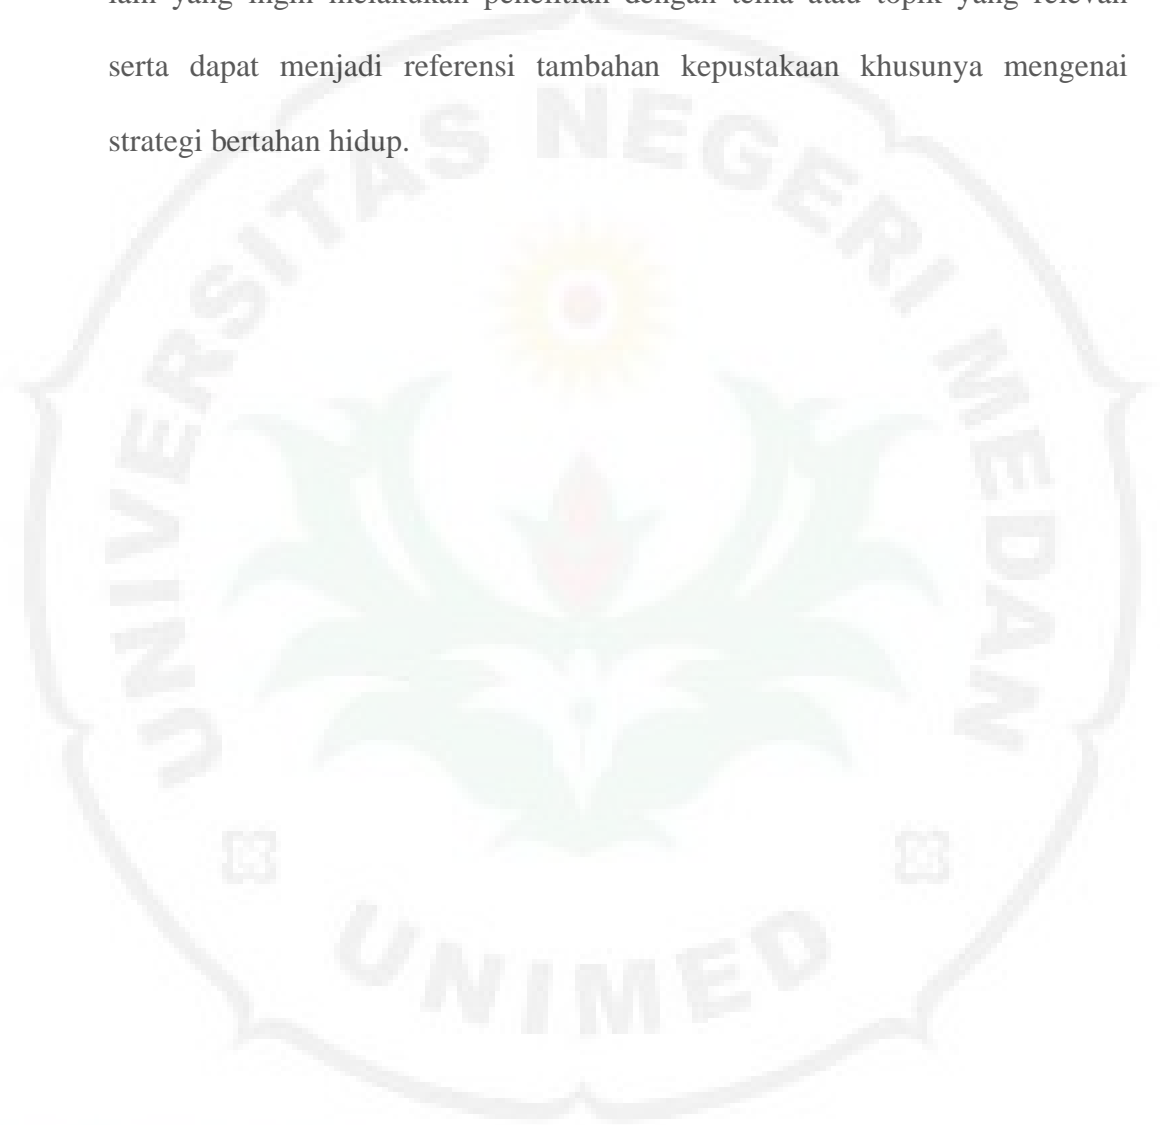 lain yang ingin melakukan penelitian dengan tema atau topik yang relevan
serta dapat menjadi referensi tambahan kepustakaan khusunya mengenai
strategi bertahan hidup.
UNIVERSITAS NEGERI MEDAN
UNIMED